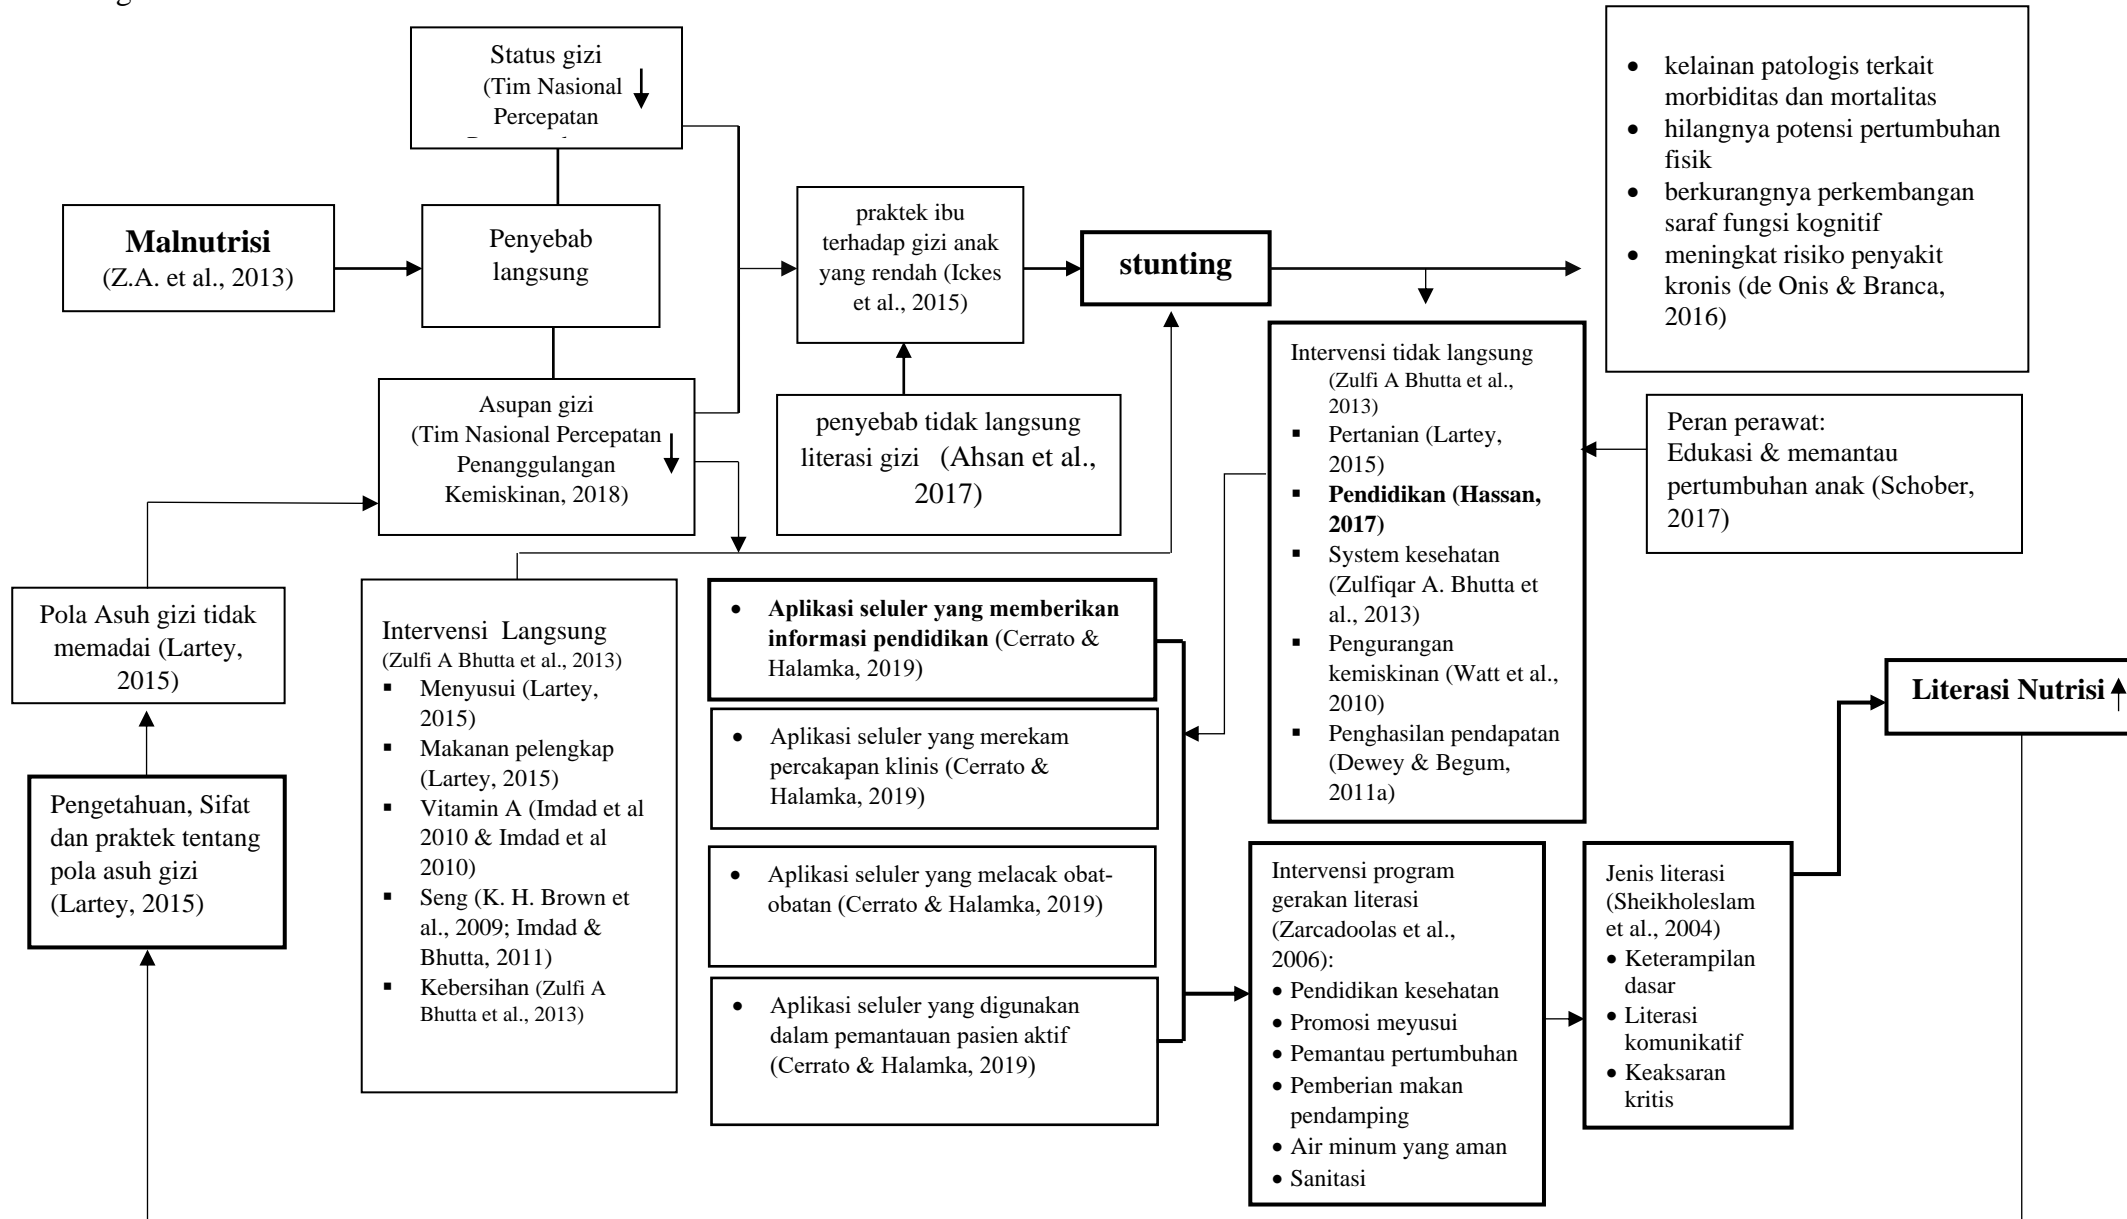 Status gizi
(Tim Nasional
Percepatan
Malnutrisi
(Z.A. et al., 2013)
Penyebab
langsung
praktek ibu
terhadap gizi anak
yang rendah (Ickes
et al., 2015)
stunting
• kelainan patologis terkait
morbiditas dan mortalitas
• hilangnya potensi pertumbuhan
fisik
• berkurangnya perkembangan
saraf fungsi kognitif
• meningkat risiko penyakit
kronis (de Onis & Branca,
2016)
Asupan gizi
(Tim Nasional Percepatan
Penanggulangan
Kemiskinan, 2018)
penyebab tidak langsung
literasi gizi (Ahsan et al.,
2017)
Intervensi tidak langsung
(Zulfi A Bhutta et al.,
2013)
▪ Pertanian (Lartey,
2015)
▪ Pendidikan (Hassan,
2017)
▪ System kesehatan
(Zulfiqar A. Bhutta et
al., 2013)
▪ Pengurangan
kemiskinan (Watt et al.,
2010)
▪ Penghasilan pendapatan
(Dewey & Begum,
2011a)
Peran perawat:
Edukasi & memantau
pertumbuhan anak (Schober,
2017)
Pola Asuh gizi tidak
memadai (Lartey,
2015)
Pengetahuan, Sifat
dan praktek tentang
pola asuh gizi
(Lartey, 2015)
Intervensi Langsung
(Zulfi A Bhutta et al., 2013)
▪ Menyusui (Lartey,
2015)
▪ Makanan pelengkap
(Lartey, 2015)
▪ Vitamin A (Imdad et al
2010 & Imdad et al
2010)
▪ Seng (K. H. Brown et
al., 2009; Imdad &
Bhutta, 2011)
▪ Kebersihan (Zulfi A
Bhutta et al., 2013)
• Aplikasi seluler yang memberikan
informasi pendidikan (Cerrato &
Halamka, 2019)
• Aplikasi seluler yang merekam
percakapan klinis (Cerrato &
Halamka, 2019)
• Aplikasi seluler yang melacak obat-
obatan (Cerrato & Halamka, 2019)
• Aplikasi seluler yang digunakan
dalam pemantauan pasien aktif
(Cerrato & Halamka, 2019)
Intervensi program
gerakan literasi
(Zarcadoolas et al.,
2006):
• Pendidikan kesehatan
• Promosi meyusui
• Pemantau pertumbuhan
• Pemberian makan
pendamping
• Air minum yang aman
• Sanitasi
Jenis literasi
(Sheikholeslam
et al., 2004)
• Keterampilan
dasar
• Literasi
komunikatif
• Keaksaran
kritis
Literasi Nutrisi